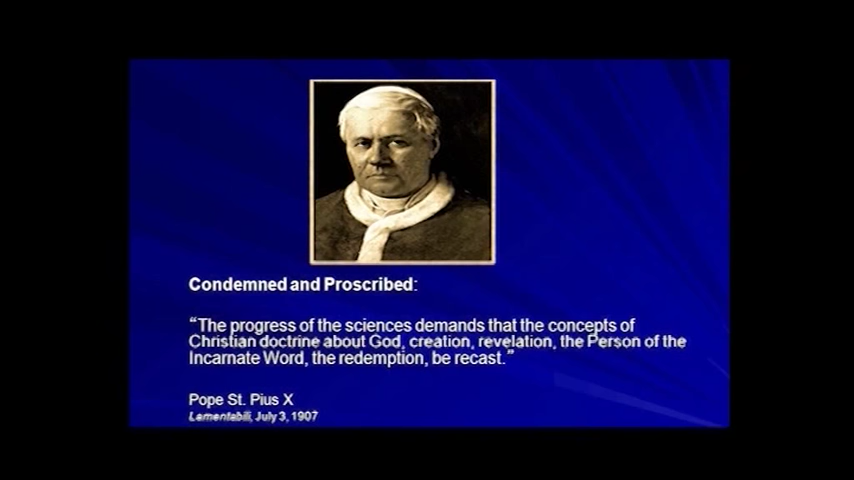 Condemned and Proscribed:
“The progress of the sciences demands that the concepts of
Christian doctrine about God, creation, revelation, the Person of the
Incarnate Word, the redemption, be recast.”
Pope St. Pius X
Lamentabili, July 3, 1907